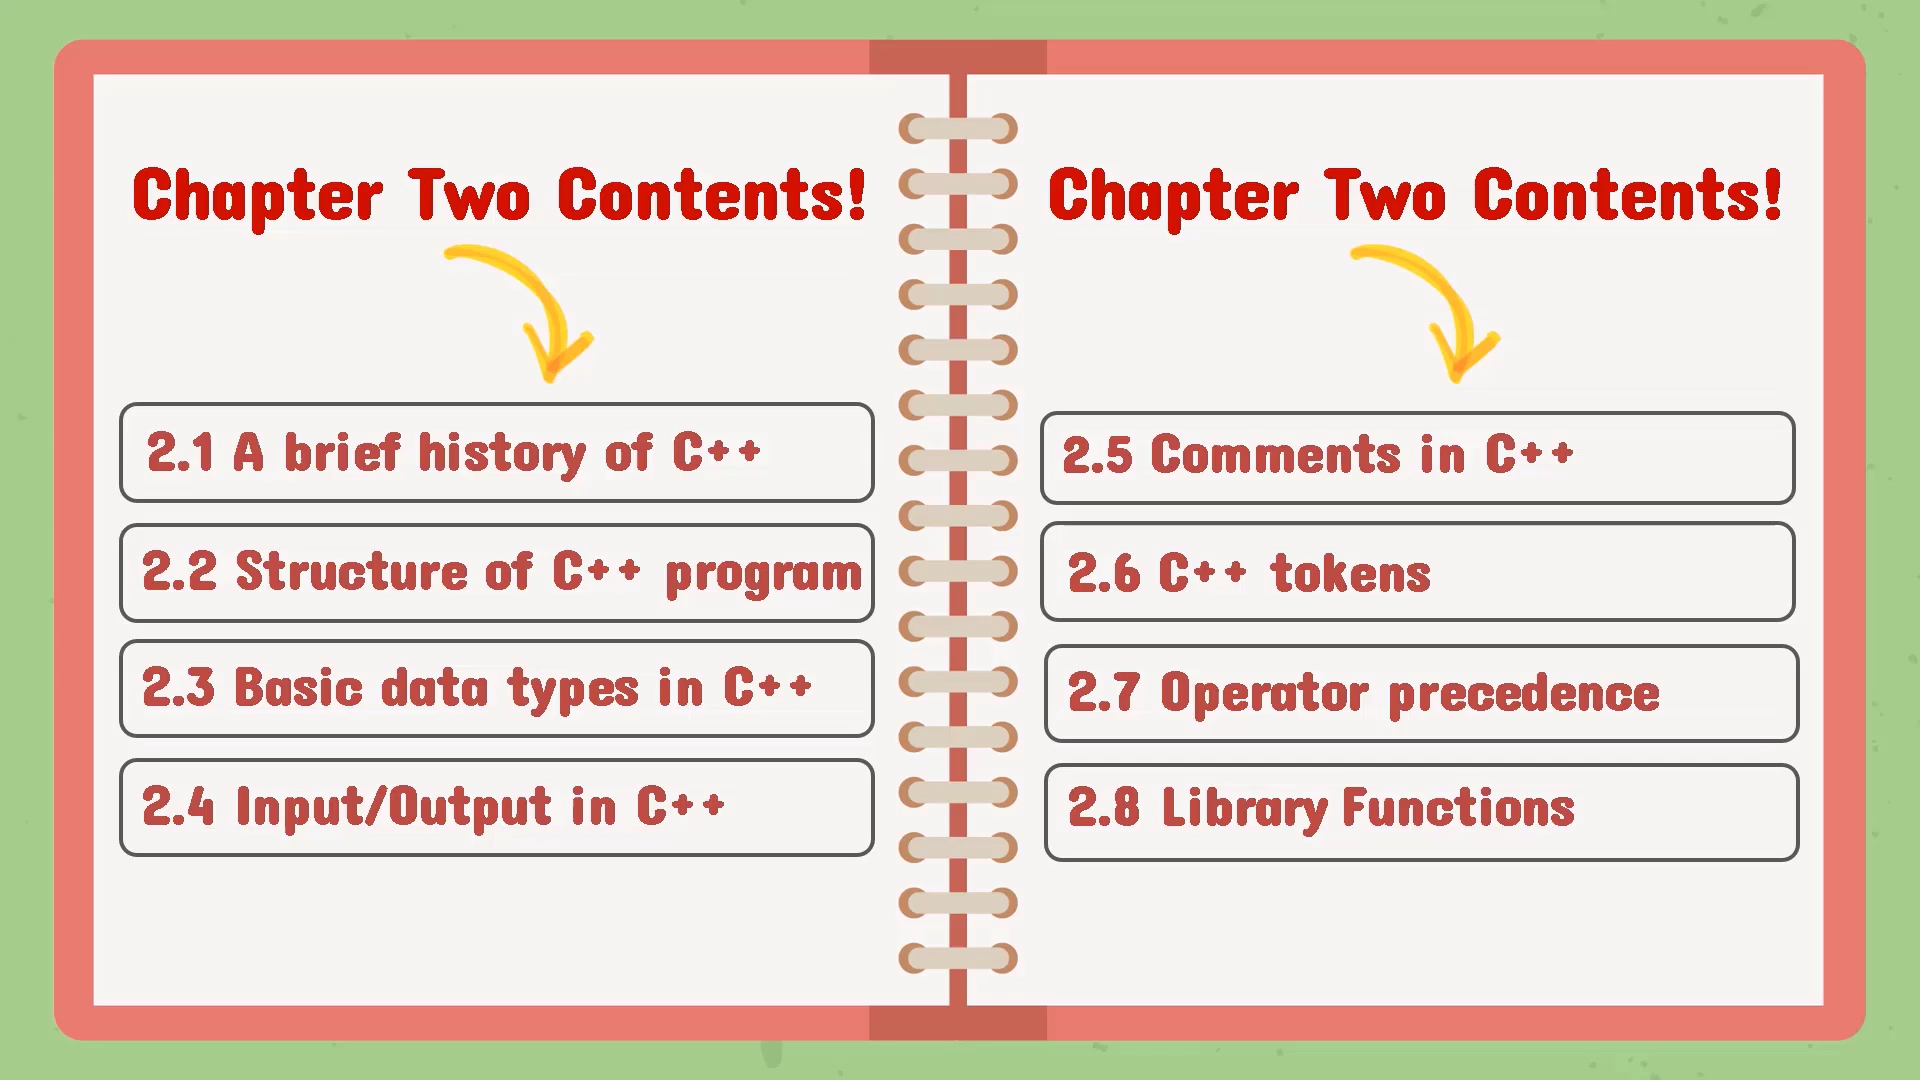 Chapter Two Contents!
2.1 A brief history of C++
2.2 Structure of C++ program
2.3 Basic data types in C++
2.4 Input/Output in C++
Chapter Two Contents!
2.5 Comments in C++
2.6 C++ tokens
2.7 Operator precedence
2.8 Library Functions